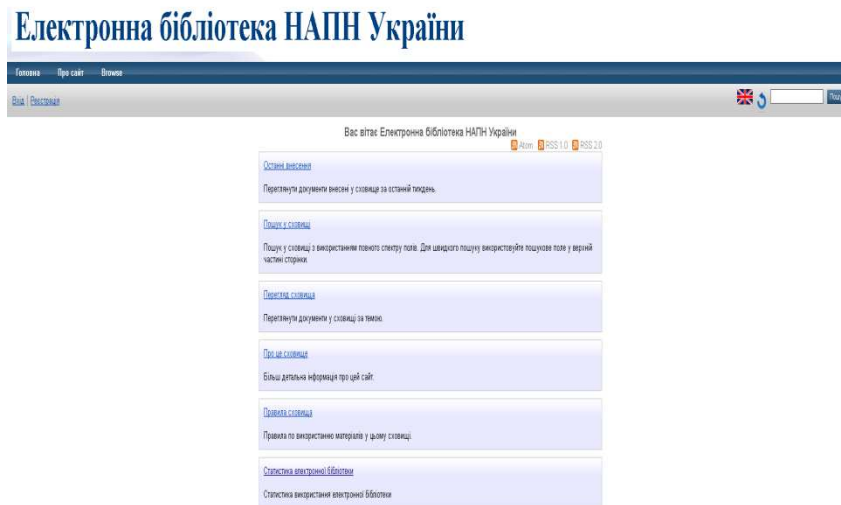 Електронна бібліотека НАПН України
Головна Про сайт Browse
Вхід | Реєстрація
Вас вітає Електронна бібліотека НАПН України
Atom RSS 1.0 RSS 2.0
Останні внесення
Переглянути документи внесені у сховище за останній тиждень.
Пошук у сховищі
Пошук у сховищі з використанням повного спектру полів. Для швидкого пошуку використовуйте пошукове поле у верхній
частині сторінки.
Перегляд сховища
Переглянути документи у сховищі за темою.
Про це сховище
Більш детальна інформація про цей сайт.
Правила сховища
Правила по використанню матеріалів у цьому сховищі.
Статистика електронної бібліотеки
Статистика використання електронної бібліотеки